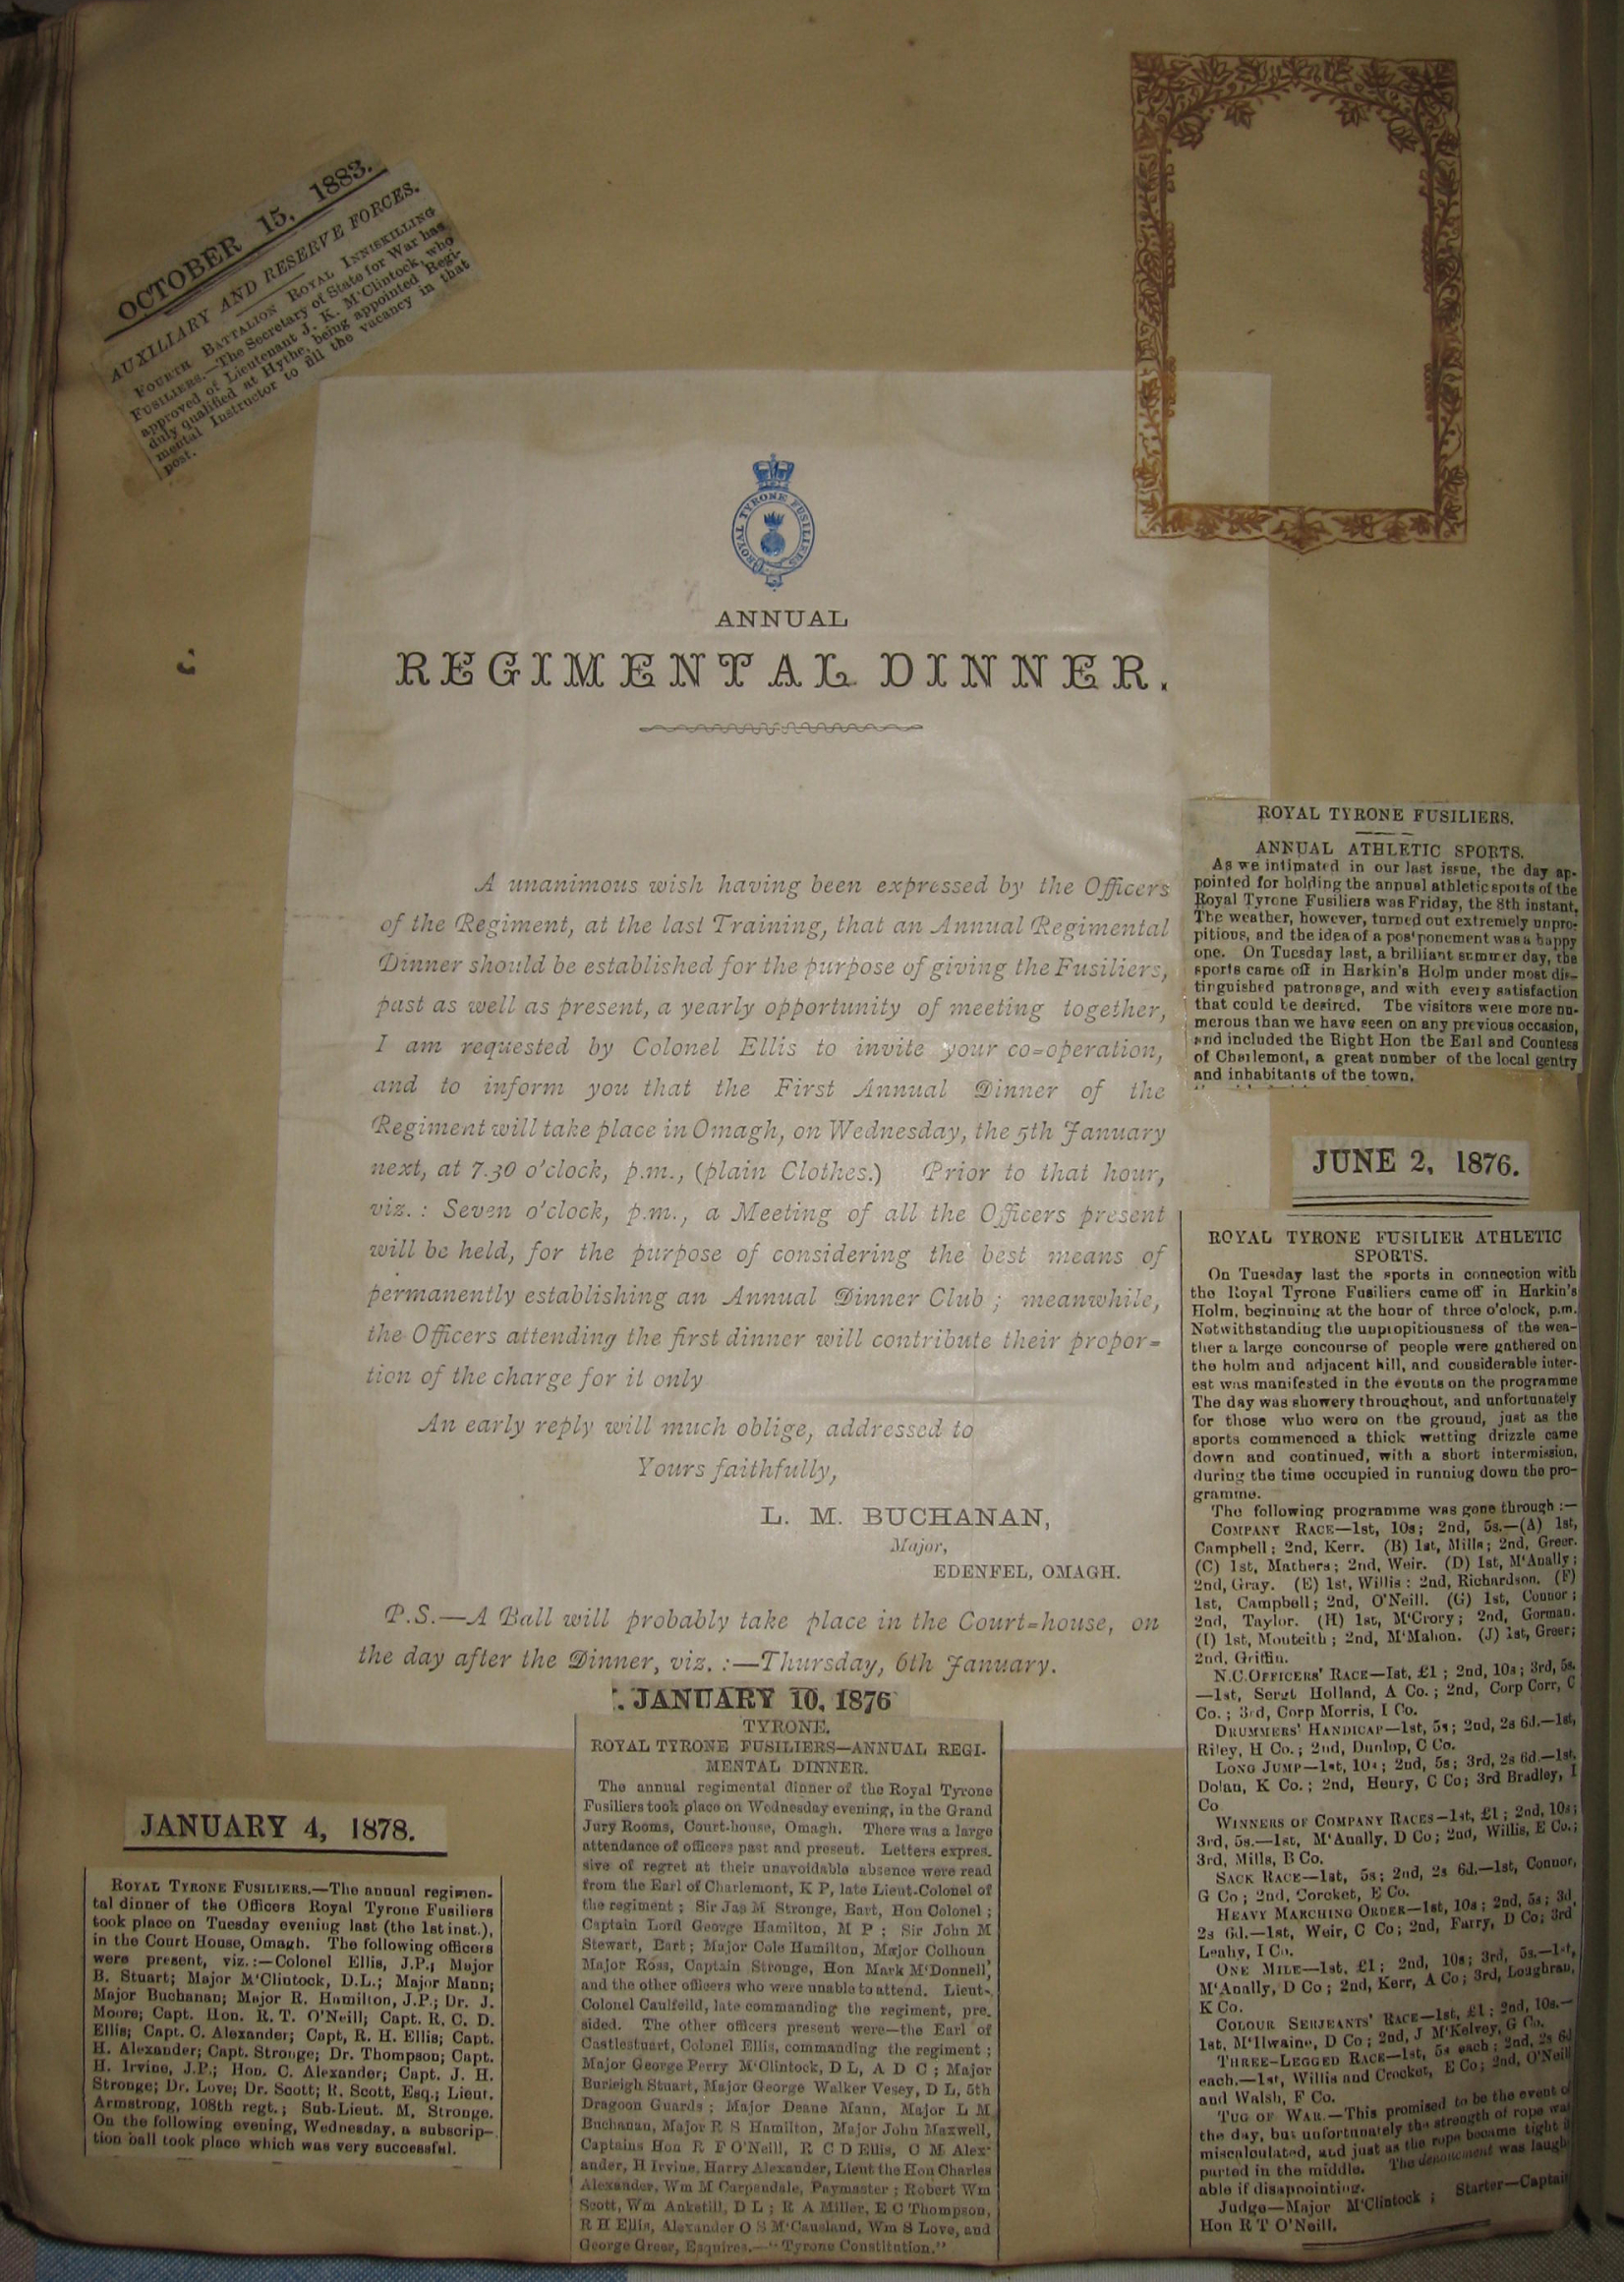 OCTOBER 15, 1883.
AUXILIARY AND RESERVE FORCES.
FOURTH BATTALION ROYAL INNISKILLING
FUSILIERS.—The Secretary of State for War has
approved of Lieutenant J. K. M'Clintock, who
duly qualified at Hythe, being appointed Regi-
mental Instructor to fill the vacancy in that
post.
ROYAL TYRONE FUSILIERS
ANNUAL
REGIMENTAL DINNER.
A unanimous wish having been expressed by the Officers
of the Regiment, at the last Training, that an Annual Regimental
Dinner should be established for the purpose of giving the Fusiliers,
past as well as present, a yearly opportunity of meeting together,
I am requested by Colonel Ellis to invite your co=operation,
and to inform you that the First Annual Dinner of the
Regiment will take place in Omagh, on Wednesday, the 5th January
next, at 7.30 o'clock, p.m., (plain Clothes.) Prior to that hour,
viz. : Seven o'clock, p.m., a Meeting of all the Officers present
will be held, for the purpose of considering the best means of
permanently establishing an Annual Dinner Club ; meanwhile,
the Officers attending the first dinner will contribute their propor=
tion of the charge for it only
An early reply will much oblige, addressed to
Yours faithfully,
L. M. BUCHANAN,
Major,
EDENFEL, OMAGH.
P.S.—A Ball will probably take place in the Court=house, on
the day after the Dinner, viz. :—Thursday, 6th January.
JANUARY 10, 1876
TYRONE.
ROYAL TYRONE FUSILIERS—ANNUAL REGI-
MENTAL DINNER.
The annual regimental dinner of the Royal Tyrone
Fusiliers took place on Wednesday evening, in the Grand
Jury Rooms, Court-house, Omagh. There was a large
attendance of officers past and present. Letters expres.
sive of regret at their unavoidable absence were read
from the Earl of Charlemont, K P, late Lieut-Colonel of
the regiment ; Sir Jas M Stronge, Bart, Hon Colonel ;
Captain Lord George Hamilton, M P ; Sir John M
Stewart, Bart; Major Cole Hamilton, Major Colhoun
Major Ross, Captain Stronge, Hon Mark M'Donnell,
and the other officers who were unable to attend. Lieut-
Colonel Caulfeild, late commanding the regiment, pre.
sided. The other officers present were—the Earl of
Castlestuart, Colonel Ellis, commanding the regiment ;
Major George Perry M'Clintock, D L, A D C ; Major
Burleigh Stuart, Major George Walker Vesey, D L, 5th
Dragoon Guards ; Major Deane Mann, Major L M
Buchanan, Major R S Hamilton, Major John Maxwell,
Captains Hon R F O'Neill, R C D Ellis, C M Alex-
ander, H Irvine, Harry Alexander, Lieut the Hon Charles
Alexander, Wm M Carpendale, Paymaster ; Robert Wm
Scott, Wm Anketill, D L ; R A Miller, E C Thompson,
R H Ellis, Alexander O S M'Causland, Wm S Love, and
George Greer, Esquires.—"Tyrone Constitution."
JANUARY 4, 1878.
ROYAL TYRONE FUSILIERS.—The annual regimen-
tal dinner of the Officers Royal Tyrone Fusiliers
took place on Tuesday evening last (the 1st inst.),
in the Court House, Omagh. The following officers
were present, viz.:—Colonel Ellis, J.P.; Major
B. Stuart; Major M'Clintock, D.L.; Major Mann;
Major Buchanan; Major R. Hamilton, J.P.; Dr. J.
Moore; Capt. Hon. R. T. O'Neill; Capt. R. C. D.
Ellis; Capt. C. Alexander; Capt, R. H. Ellis; Capt.
H. Alexander; Capt. Stronge; Dr. Thompson; Capt.
H. Irvine, J.P.; Hon. C. Alexander; Capt. J. H.
Stronge; Dr. Love; Dr. Scott; R. Scott, Esq.; Lieut.
Armstrong, 108th regt.; Sub-Lieut. M. Stronge.
On the following evening, Wednesday, a subscrip-
tion ball took place which was very successful.
ROYAL TYRONE FUSILIERS.
ANNUAL ATHLETIC SPORTS.
As we intimated in our last issue, the day ap-
pointed for holding the annual athletic sports of the
Royal Tyrone Fusiliers was Friday, the 8th instant.
The weather, however, turned out extremely unpro-
pitious, and the idea of a postponement was a happy
one. On Tuesday last, a brilliant summer day, the
sports came off in Harkin's Holm under most dis-
tinguished patronage, and with every satisfaction
that could be desired. The visitors were more nu-
merous than we have seen on any previous occasion,
and included the Right Hon the Earl and Countess
of Charlemont, a great number of the local gentry
and inhabitants of the town.
JUNE 2, 1876.
ROYAL TYRONE FUSILIER ATHLETIC
SPORTS.
On Tuesday last the sports in connection with
the Royal Tyrone Fusiliers came off in Harkin's
Holm, beginning at the hour of three o'clock, p.m.
Notwithstanding the unpropitiousness of the wea-
ther a large concourse of people were gathered on
the holm and adjacent hill, and considerable inter-
est was manifested in the events on the programme
The day was showery throughout, and unfortunately
for those who were on the ground, just as the
sports commenced a thick wetting drizzle came
down and continued, with a short intermission,
during the time occupied in running down the pro-
gramme.
The following programme was gone through :—
COMPANY RACE—1st, 10s; 2nd, 5s.—(A) 1st,
Campbell; 2nd, Kerr. (B) 1st, Mills; 2nd, Greer.
(C) 1st, Mathers; 2nd, Weir. (D) 1st, M'Anally;
2nd, Gray. (E) 1st, Willis: 2nd, Richardson. (F)
1st, Campbell; 2nd, O'Neill. (G) 1st, Connor;
2nd, Taylor. (H) 1st, M'Crory; 2nd, Gorman.
(I) 1st, Monteith; 2nd, M'Mahon. (J) 1st, Greer;
2nd, Griffin.
N.C.OFFICERS' RACE—1st, £1; 2nd, 10s; 3rd, 5s.
—1st, Sergt Holland, A Co.; 2nd, Corp Corr, C
Co.; 3rd, Corp Morris, I Co.
DRUMMERS' HANDICAP—1st, 5s; 2nd, 2s 6d.—1st,
Riley, H Co.; 2nd, Dunlop, C Co.
LONG JUMP—1st, 10s; 2nd, 5s; 3rd, 2s 6d.—1st.
Dolan, K Co.; 2nd, Henry, C Co; 3rd Bradley, I
Co
WINNERS OF COMPANY RACES—1st, £1; 2nd, 10s;
3rd, 5s.—1st, M'Anally, D Co; 2nd, Willis, E Co.;
3rd, Mills, B Co.
SACK RACE—1st, 5s; 2nd, 2s 6d.—1st, Connor,
G Co; 2nd, Corcket, E Co.
HEAVY MARCHING ORDER—1st, 10s; 2nd, 5s; 3d,
2s 6d.—1st, Weir, C Co; 2nd, Farry, D Co; 3rd
Leahy, I Co.
ONE MILE—1st, £1; 2nd, 10s; 3rd, 5s.—1st,
M'Anally, D Co; 2nd, Kerr, A Co; 3rd, Loughran,
K Co.
COLOUR SERJEANTS' RACE—1st, £1; 2nd, 10s.—
1st, M'Ilwaine, D Co; 2nd, J M'Kelvey, G Co.
THREE-LEGGED RACE—1st, 5s each; 2nd, 2s 6d
each.—1st, Willis and Crocket, E Co; 2nd, O'Neill
and Walsh, F Co.
TUG OF WAR.—This promised to be the event of
the day, but unfortunately the strength of rope was
miscalculated, and just as the rope became tight it
parted in the middle. The denouement was laugh
able if disappointing.
Judge—Major M'Clintock; Starter—Captain
Hon R T O'Neill.